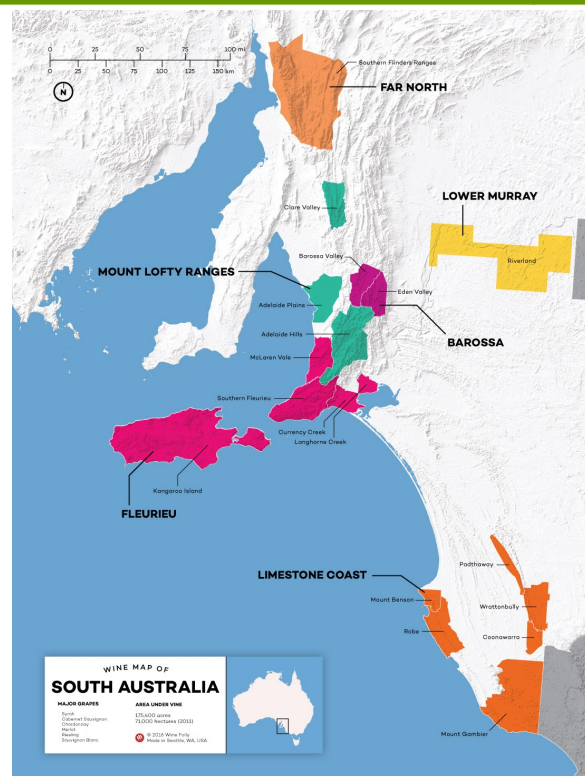 0 25 50 75 100 mi
0 25 50 75 100 125 150 km
N
Southern Flinders Ranges
FAR NORTH
Clare Valley
LOWER MURRAY
Riverland
Barossa Valley
MOUNT LOFTY RANGES
Eden Valley
Adelaide Plains
Adelaide Hills
BAROSSA
McLaren Vale
Southern Fleurieu
Currency Creek
Langhorne Creek
Kangaroo Island
FLEURIEU
Padthaway
LIMESTONE COAST
Mount Benson
Wrattonbully
Robe
Coonawarra
Mount Gambier
WINE MAP OF
SOUTH AUSTRALIA
MAJOR GRAPES
Syrah
Cabernet Sauvignon
Chardonnay
Merlot
Riesling
Sauvignon Blanc
AREA UNDER VINE
175,400 acres
71,000 hectares (2011)
© 2016 Wine Folly
Made in Seattle, WA, USA